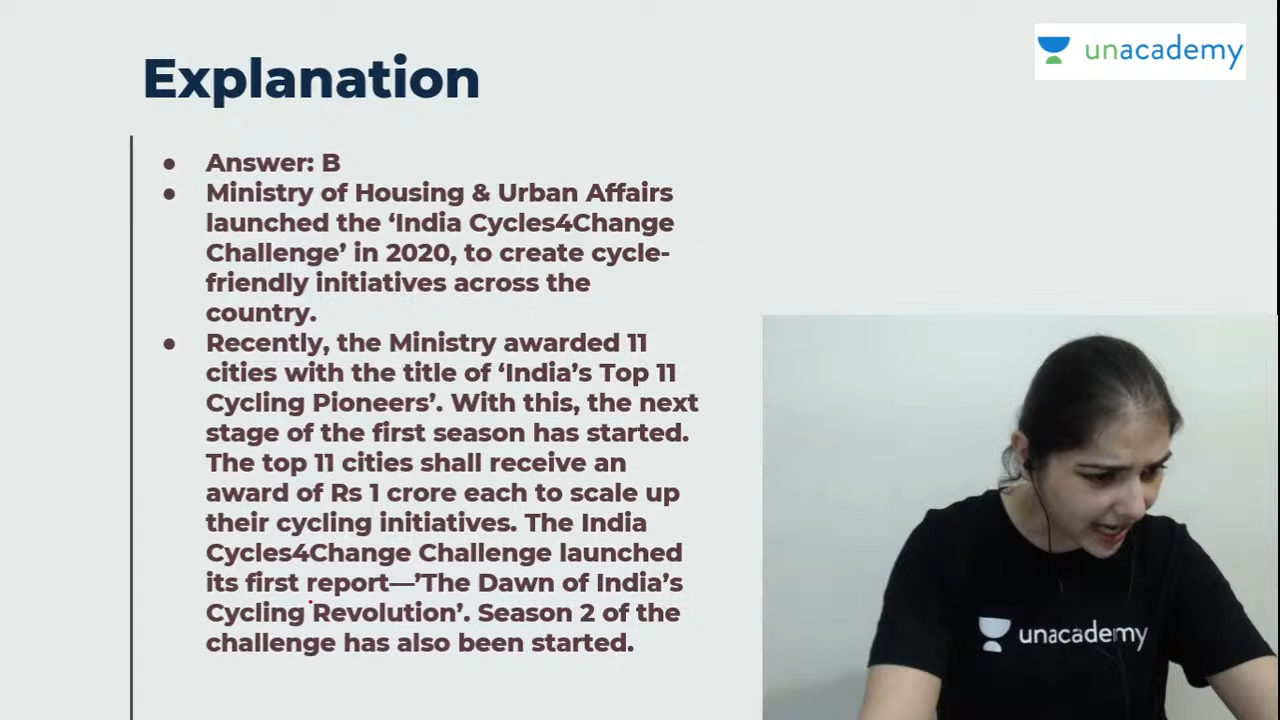 unacademy
Explanation
● Answer: B
● Ministry of Housing & Urban Affairs
launched the ‘India Cycles4Change
Challenge’ in 2020, to create cycle-
friendly initiatives across the
country.
● Recently, the Ministry awarded 11
cities with the title of ‘India’s Top 11
Cycling Pioneers’. With this, the next
stage of the first season has started.
The top 11 cities shall receive an
award of Rs 1 crore each to scale up
their cycling initiatives. The India
Cycles4Change Challenge launched
its first report—’The Dawn of India’s
Cycling Revolution’. Season 2 of the
challenge has also been started.
unacademy